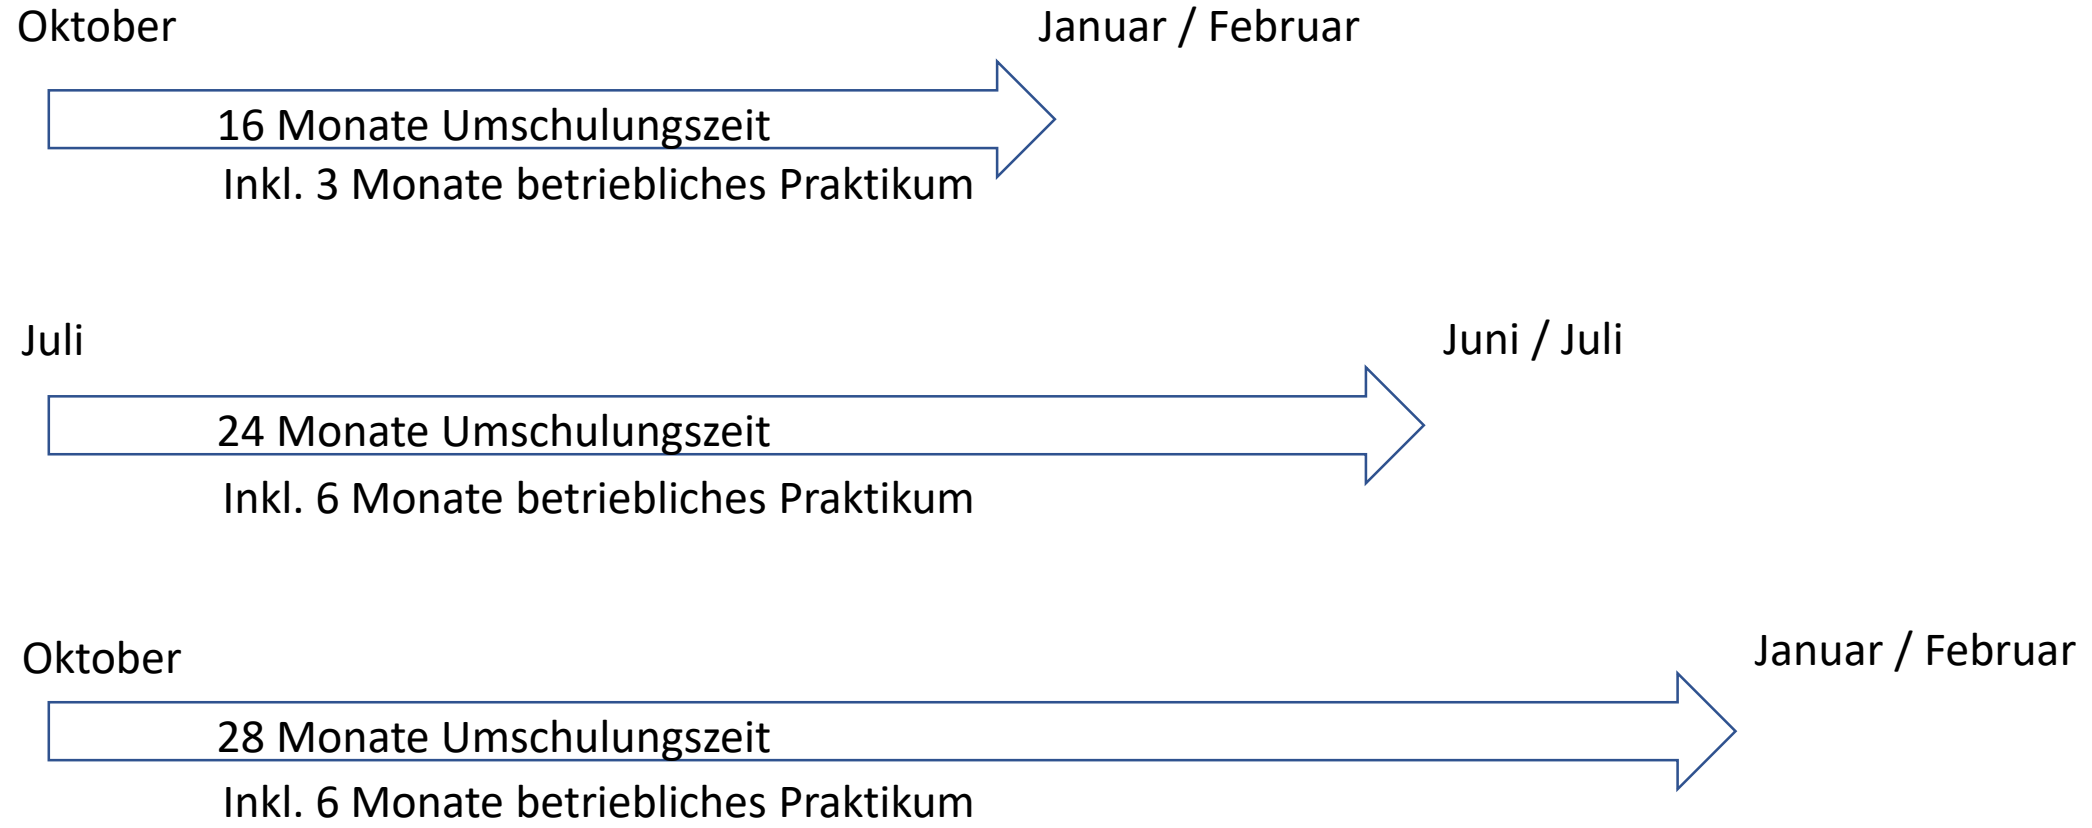 Oktober
Januar / Februar
16 Monate Umschulungszeit
Inkl. 3 Monate betriebliches Praktikum
Juli
Juni / Juli
24 Monate Umschulungszeit
Inkl. 6 Monate betriebliches Praktikum
Oktober
Januar / Februar
28 Monate Umschulungszeit
Inkl. 6 Monate betriebliches Praktikum